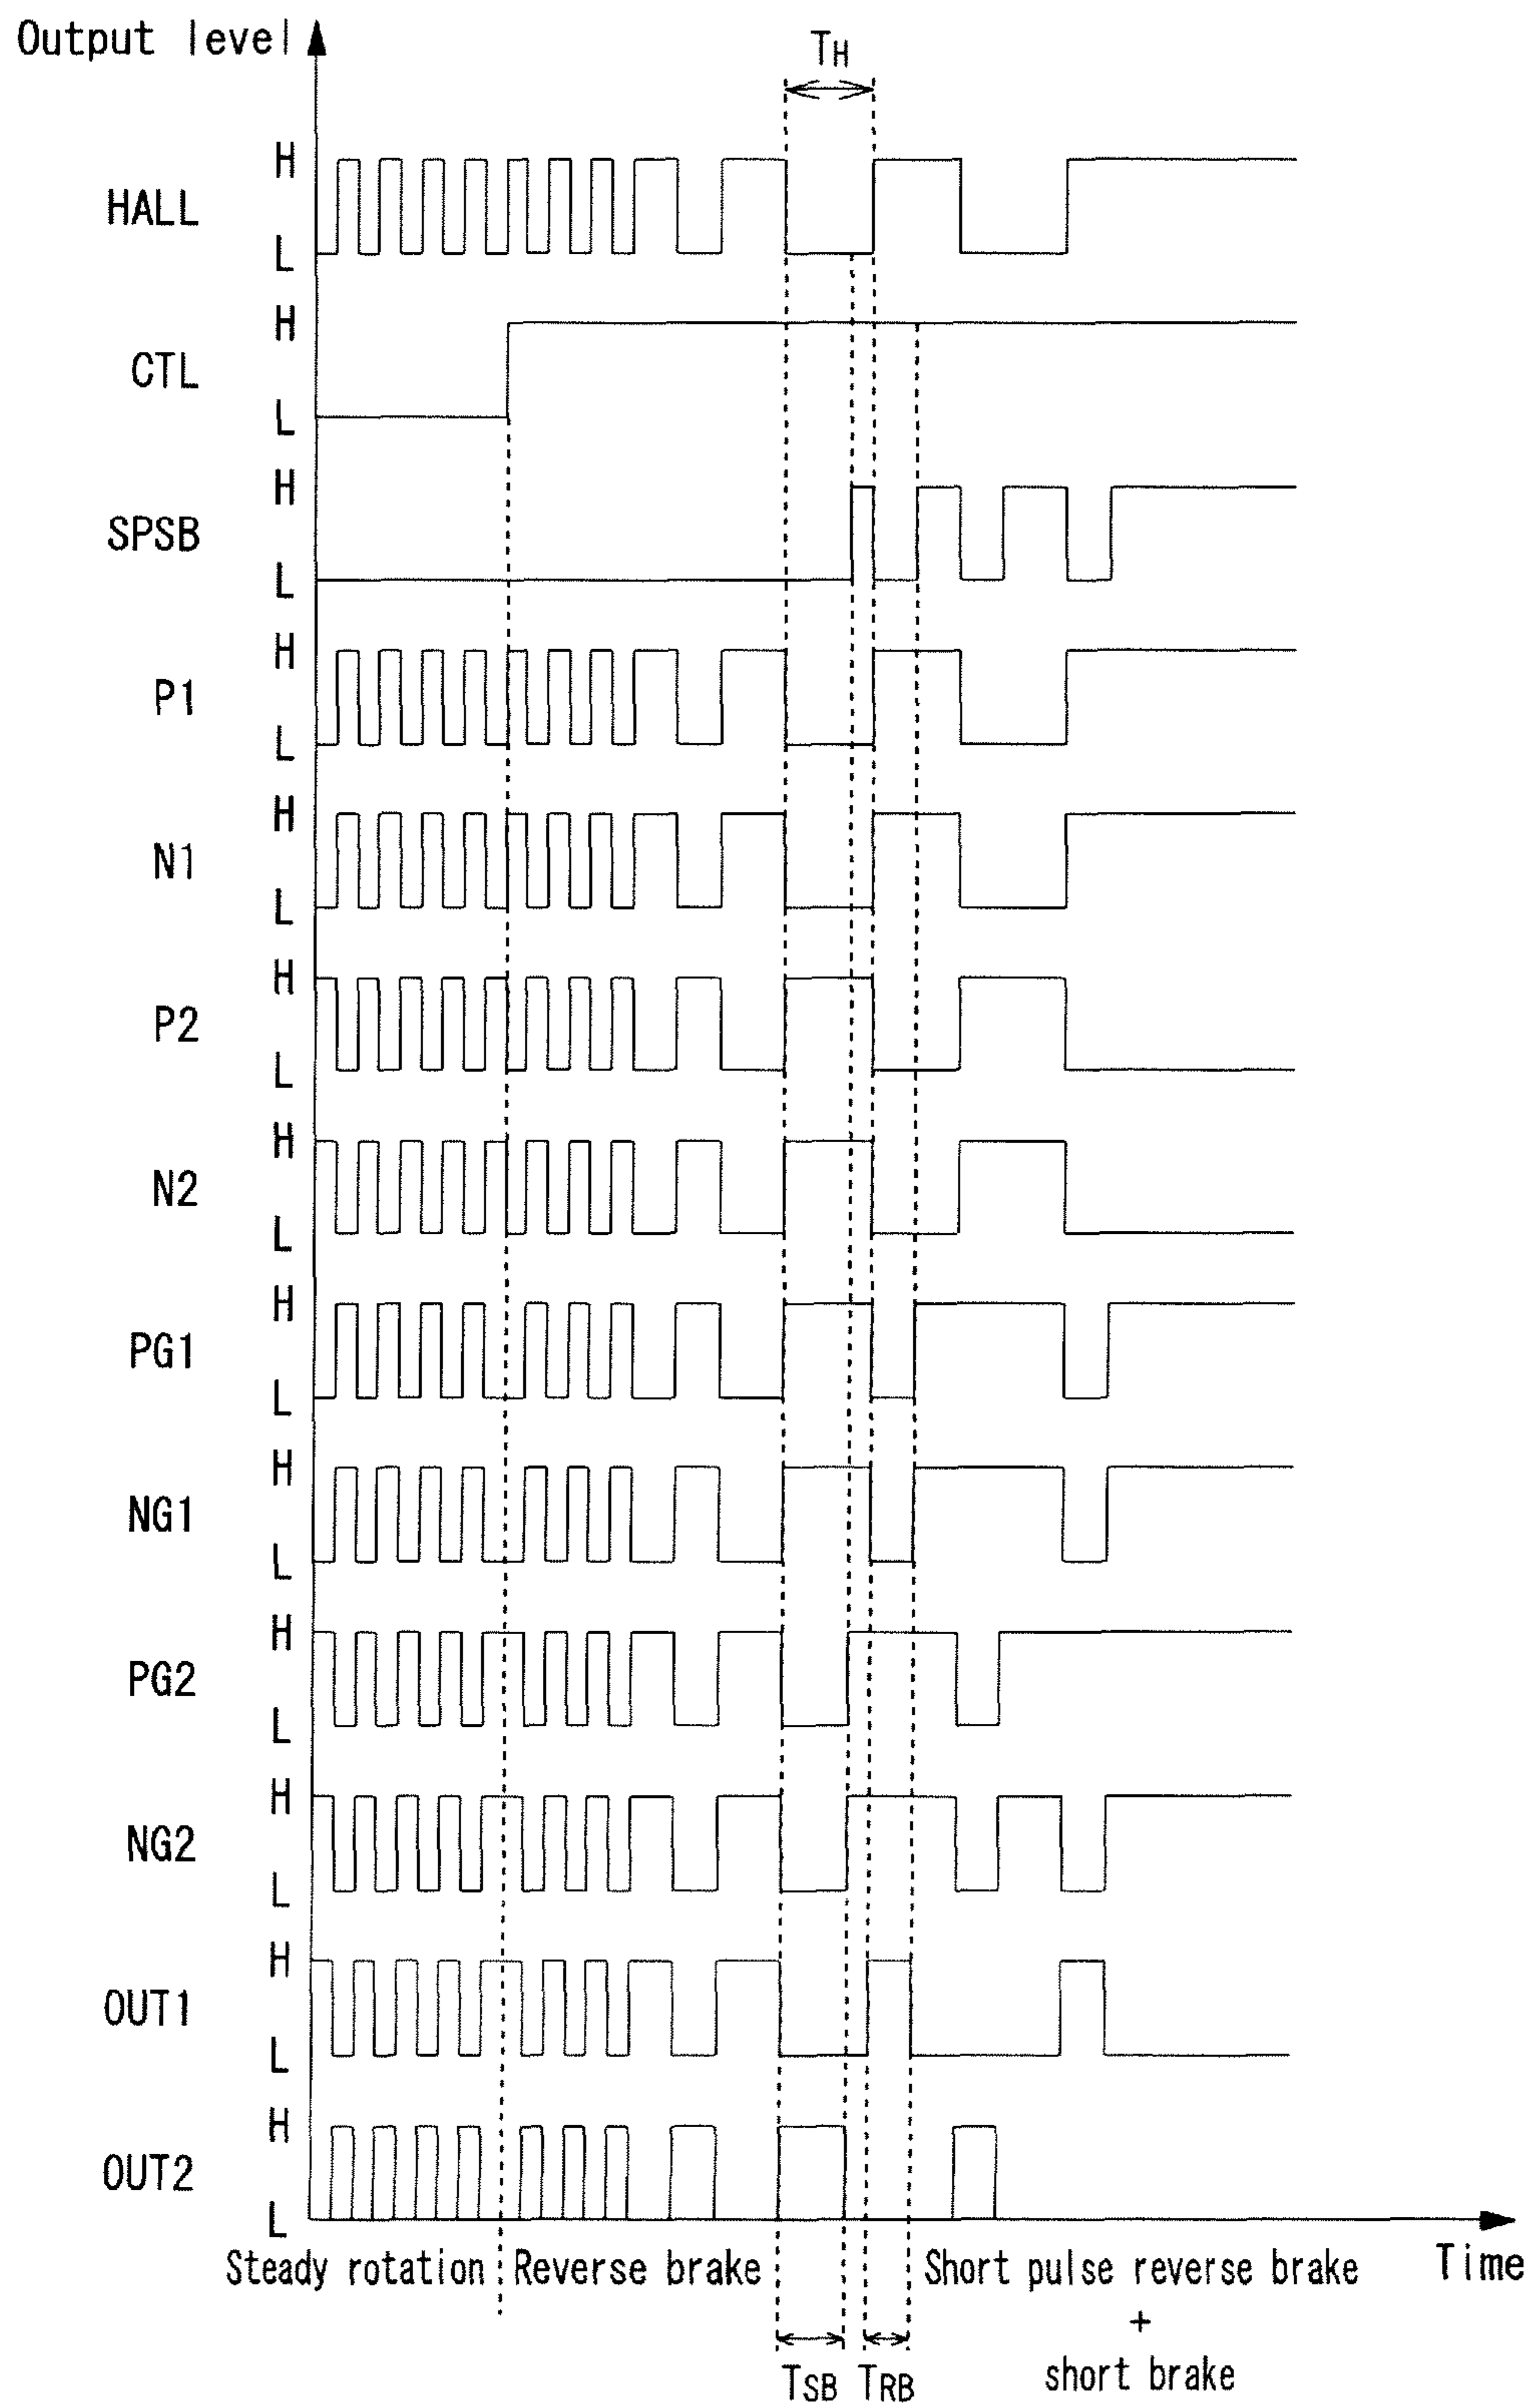 Output level
TH
H
HALL
L
H
CTL
L
H
SPSB
L
H
P1
L
H
N1
L
H
P2
L
H
N2
L
H
PG1
L
H
NG1
L
H
PG2
L
H
NG2
L
H
OUT1
L
H
OUT2
L
Steady rotation Reverse brake Short pulse reverse brake Time
+
short brake
TSB TRB